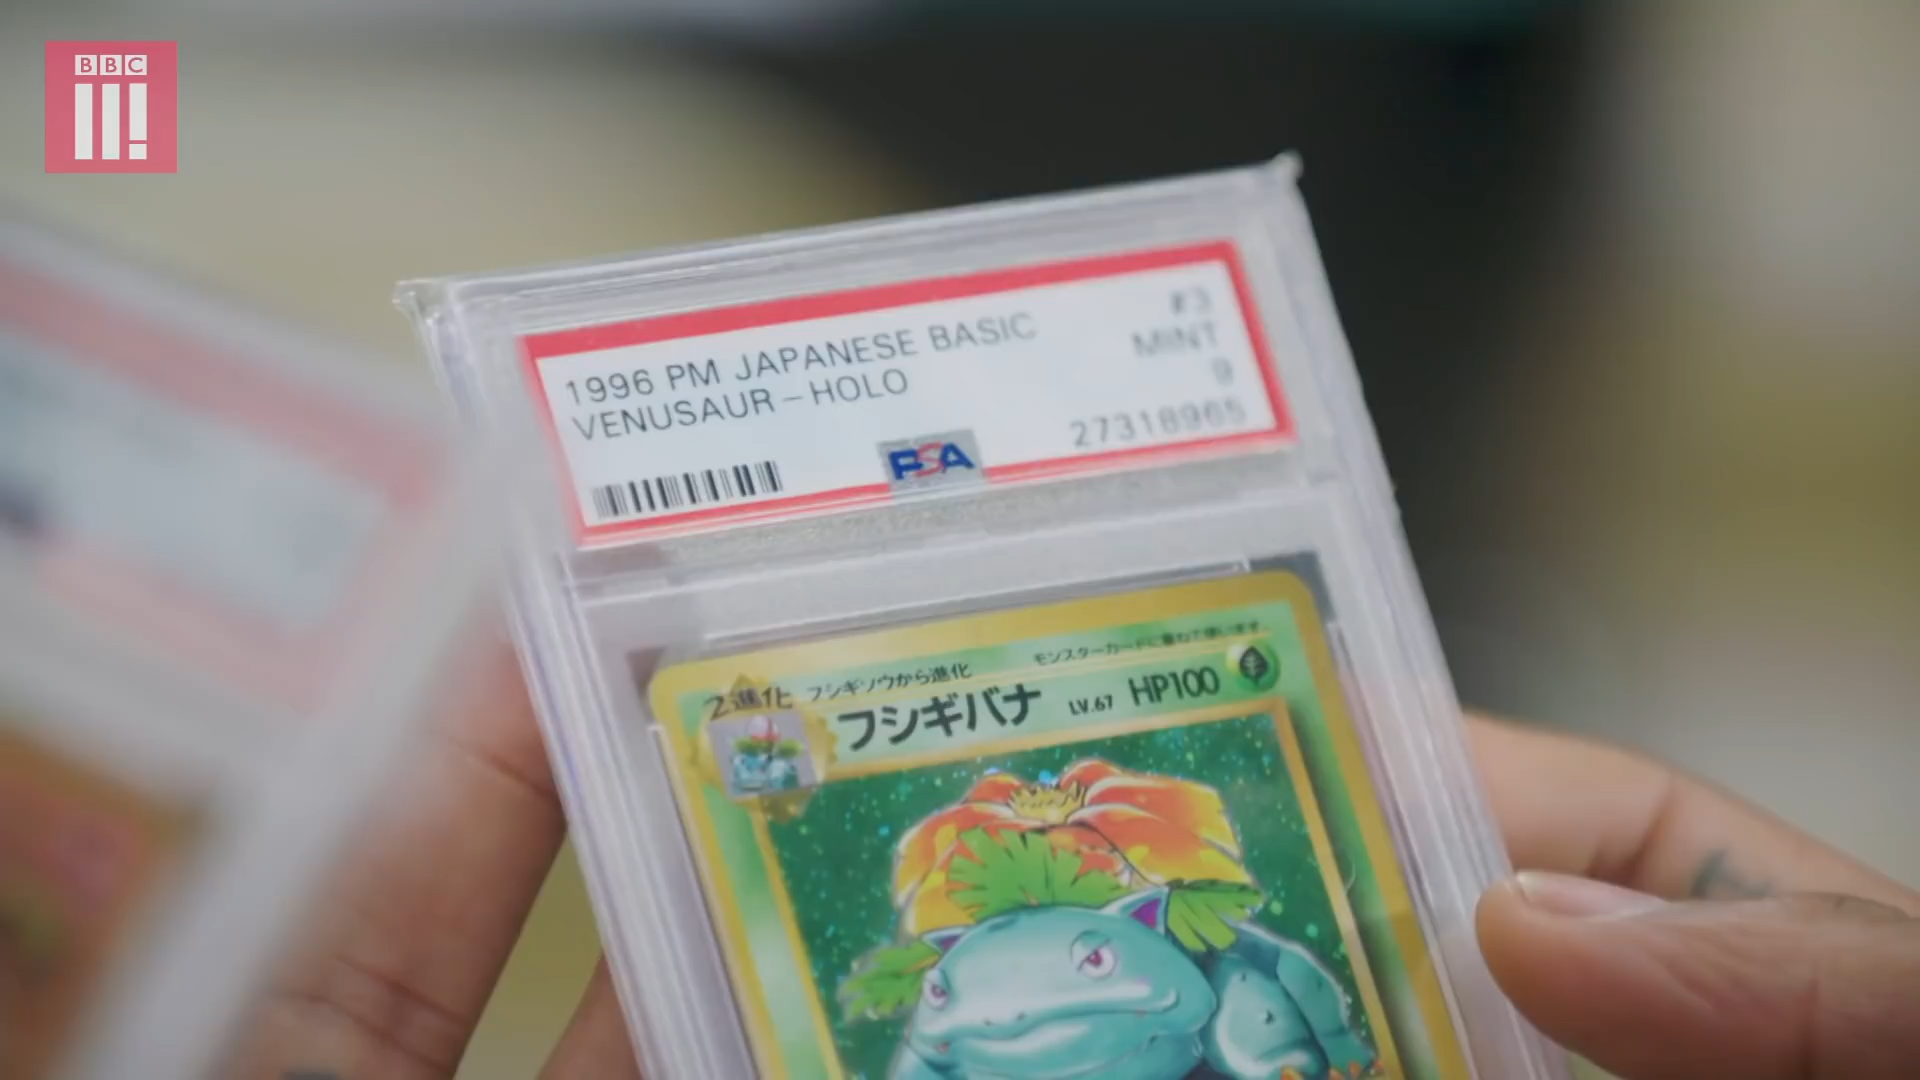 BBC
1996 PM JAPANESE BASIC
#3
VENUSAUR-HOLO
MINT
9
PSA
27318965
2進化 フシギソウから進化
モンスターカードに重ねて使います。
フシギバナ LV.67 HP100